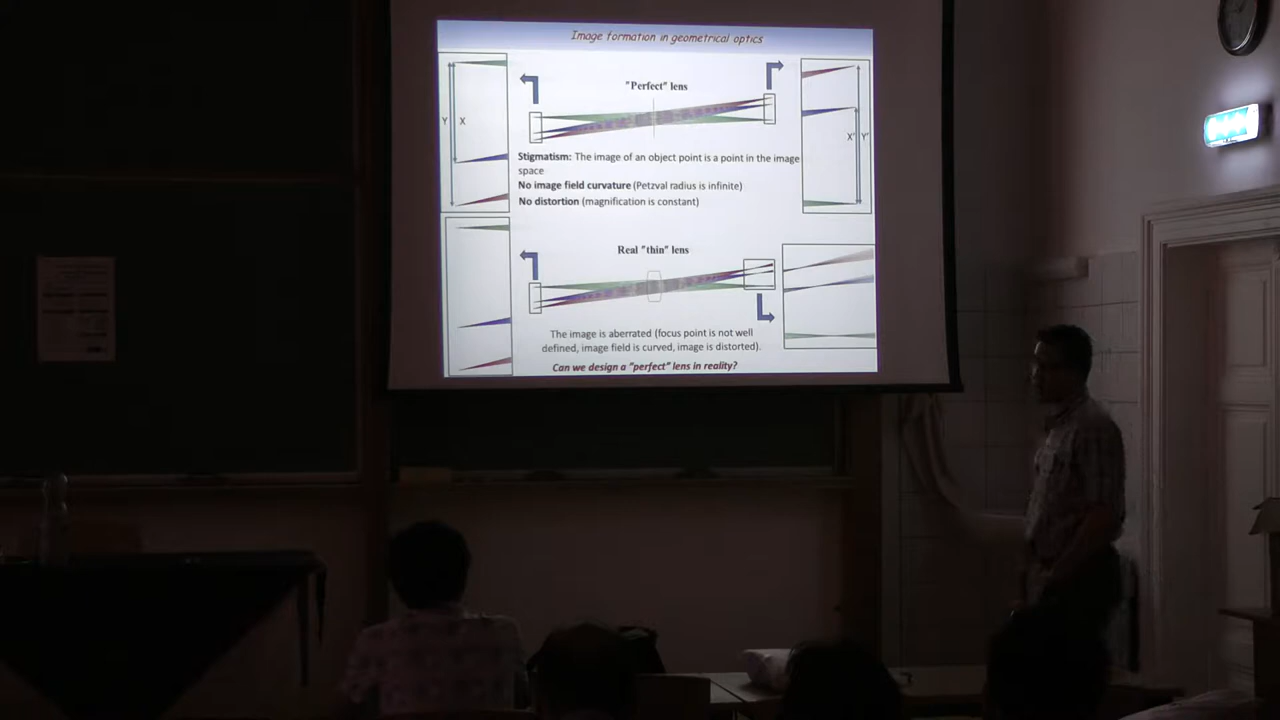 Image formation in geometrical optics
"Perfect" lens
Y X
X' Y'
Stigmatism: The image of an object point is a point in the image
space
No image field curvature (Petzval radius is infinite)
No distortion (magnification is constant)
Real "thin" lens
The image is aberrated (focus point is not well
defined, image field is curved, image is distorted).
Can we design a "perfect" lens in reality?